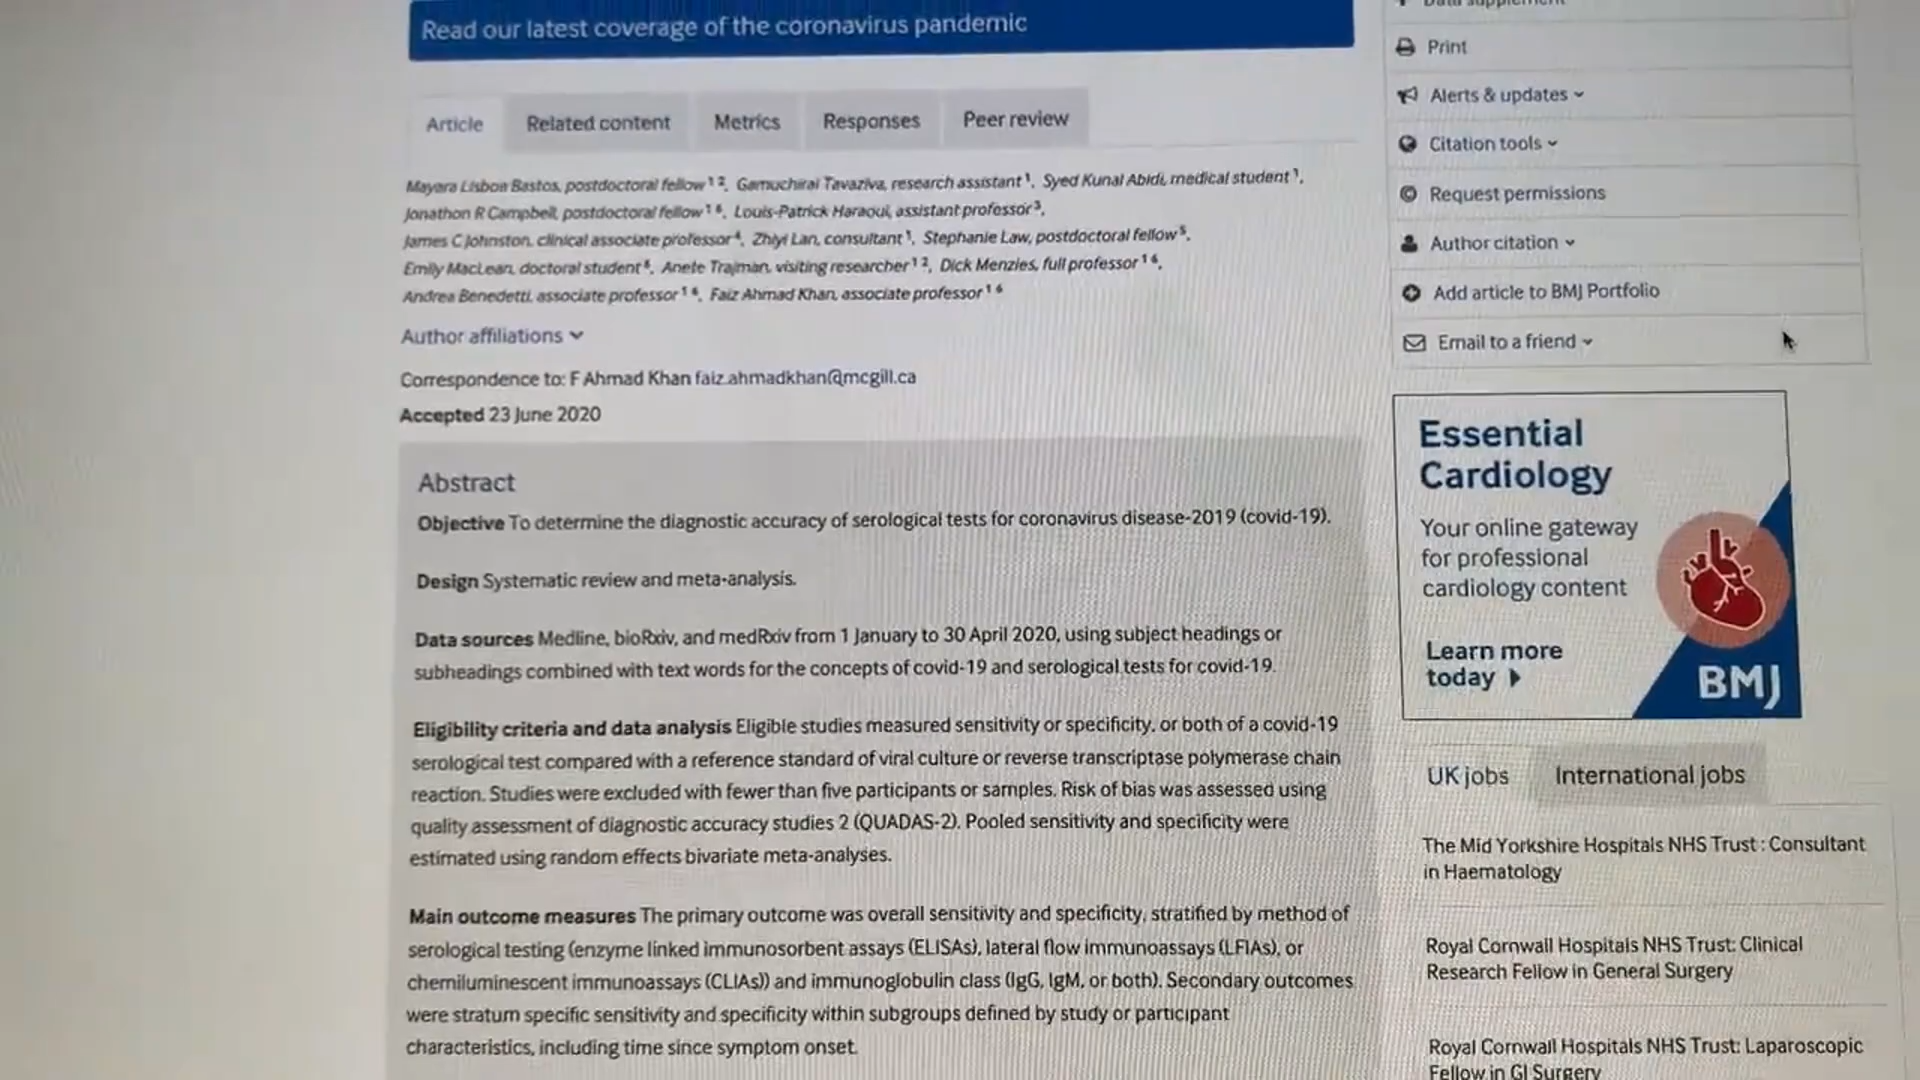 Read our latest coverage of the coronavirus pandemic
Article
Related content
Metrics
Responses
Peer review
Mayara Lisboa Bastos, postdoctoral fellow 1 2, Gamuchirai Tavaziva, research assistant 1, Syed Kunal Abidi, medical student 1,
Jonathon R Campbell, postdoctoral fellow 1 6, Louis-Patrick Haraoui, assistant professor 3,
James C Johnston, clinical associate professor 4, Zhiyi Lan, consultant 1, Stephanie Law, postdoctoral fellow 5,
Emily MacLean, doctoral student 6, Anete Trajman, visiting researcher 1 2, Dick Menzies, full professor 1 6,
Andrea Benedetti, associate professor 1 6, Faiz Ahmad Khan, associate professor 1 6
Author affiliations
Correspondence to: F Ahmad Khan faiz.ahmadkhan@mcgill.ca
Accepted 23 June 2020
Abstract
Objective To determine the diagnostic accuracy of serological tests for coronavirus disease-2019 (covid-19).
Design Systematic review and meta-analysis.
Data sources Medline, bioRxiv, and medRxiv from 1 January to 30 April 2020, using subject headings or
subheadings combined with text words for the concepts of covid-19 and serological tests for covid-19.
Eligibility criteria and data analysis Eligible studies measured sensitivity or specificity, or both of a covid-19
serological test compared with a reference standard of viral culture or reverse transcriptase polymerase chain
reaction. Studies were excluded with fewer than five participants or samples. Risk of bias was assessed using
quality assessment of diagnostic accuracy studies 2 (QUADAS-2). Pooled sensitivity and specificity were
estimated using random effects bivariate meta-analyses.
Main outcome measures The primary outcome was overall sensitivity and specificity, stratified by method of
serological testing (enzyme linked immunosorbent assays (ELISAs), lateral flow immunoassays (LFIAs), or
chemiluminescent immunoassays (CLIAs)) and immunoglobulin class (IgG, IgM, or both). Secondary outcomes
were stratum specific sensitivity and specificity within subgroups defined by study or participant
characteristics, including time since symptom onset.
Data supplement
Print
Alerts & updates
Citation tools
Request permissions
Author citation
Add article to BMJ Portfolio
Email to a friend
Essential
Cardiology
Your online gateway
for professional
cardiology content
Learn more
today
BMJ
UK jobs
International jobs
The Mid Yorkshire Hospitals NHS Trust : Consultant
in Haematology
Royal Cornwall Hospitals NHS Trust: Clinical
Research Fellow in General Surgery
Royal Cornwall Hospitals NHS Trust: Laparoscopic
Fellow in GI Surgery